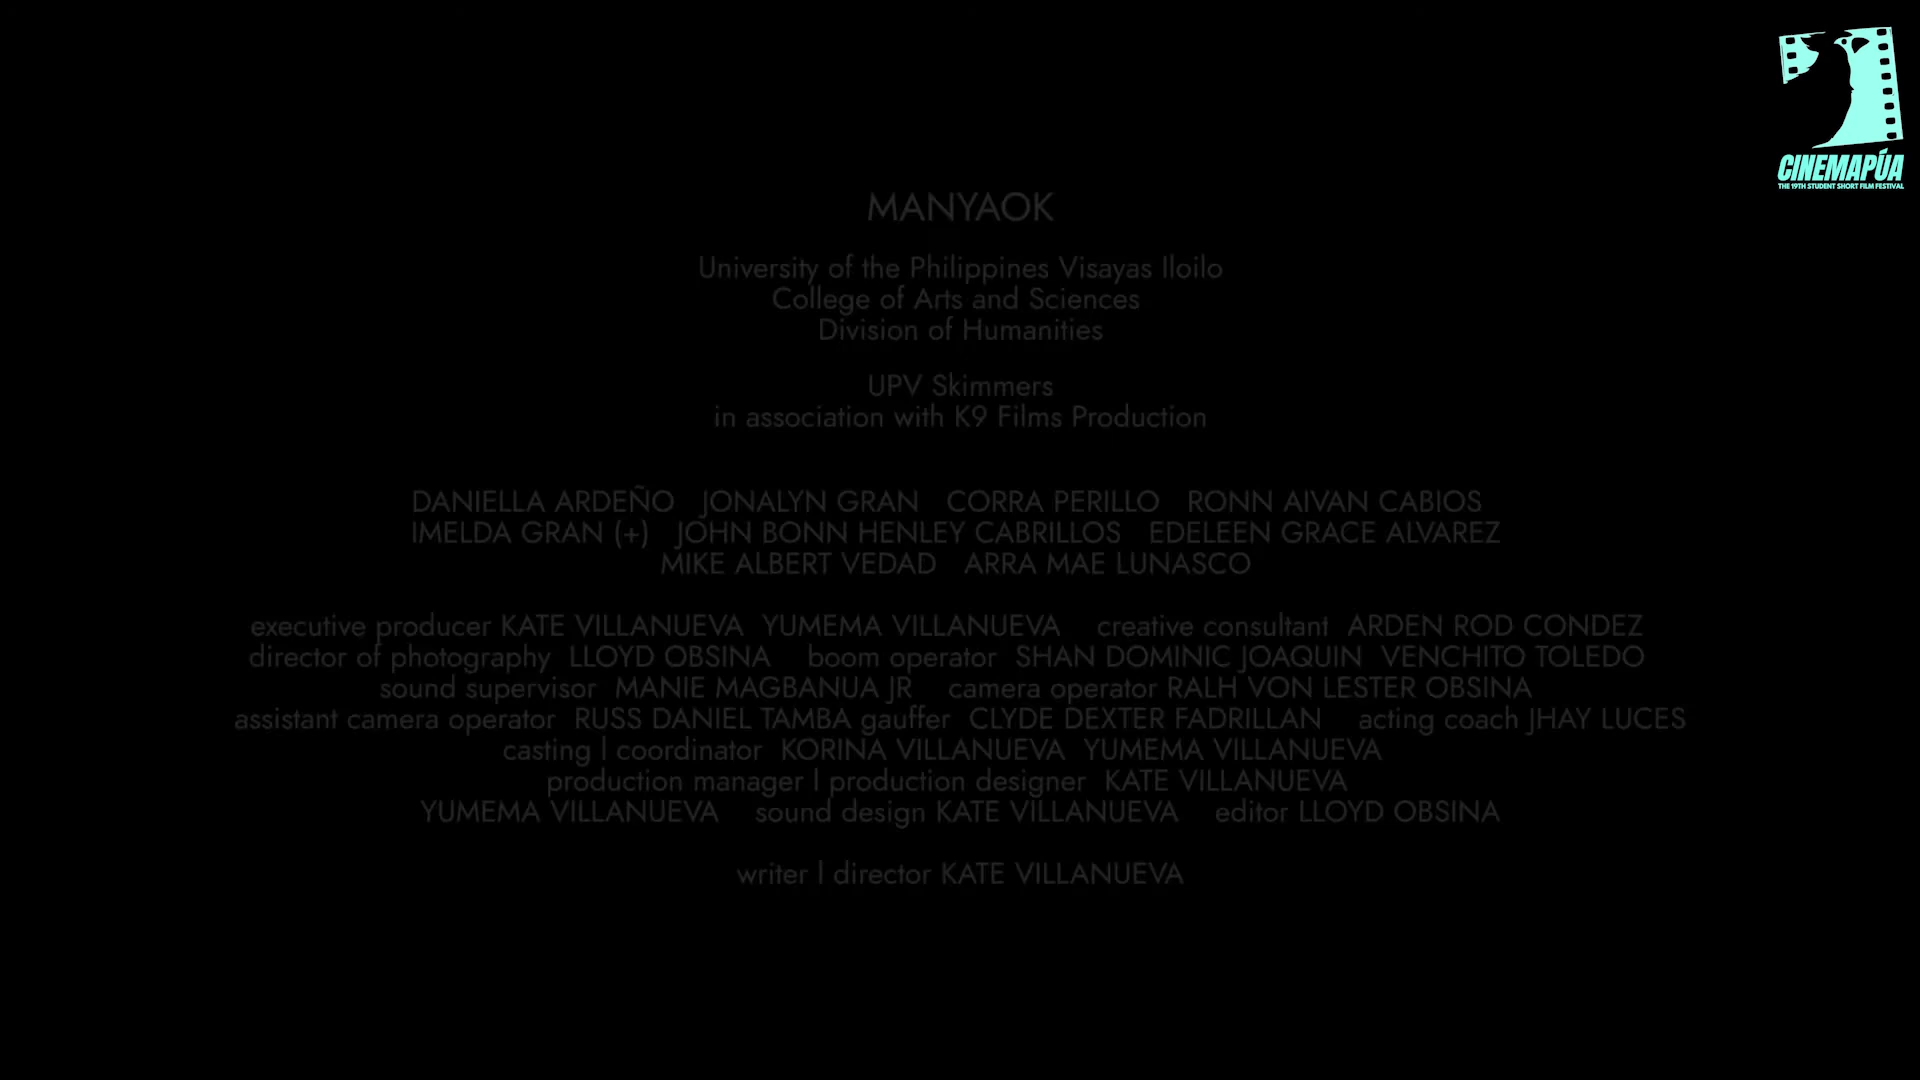 CINEMAPÚA
THE 19TH STUDENT SHORT FILM FESTIVAL
MANYAOK
University of the Philippines Visayas Iloilo
College of Arts and Sciences
Division of Humanities
UPV Skimmers
in association with K9 Films Production
DANIELLA ARDEÑO JONALYN GRAN CORRA PERILLO RONN AIVAN CABIOS
IMELDA GRAN (+) JOHN BONN HENLEY CABRILLOS EDELEEN GRACE ALVAREZ
MIKE ALBERT VEDAD ARRA MAE LUNASCO
executive producer KATE VILLANUEVA YUMEMA VILLANUEVA creative consultant ARDEN ROD CONDEZ
director of photography LLOYD OBSINA boom operator SHAN DOMINIC JOAQUIN VENCHITO TOLEDO
sound supervisor MANIE MAGBANUA JR camera operator RALH VON LESTER OBSINA
assistant camera operator RUSS DANIEL TAMBA gauffer CLYDE DEXTER FADRILLAN acting coach JHAY LUCES
casting | coordinator KORINA VILLANUEVA YUMEMA VILLANUEVA
production manager | production designer KATE VILLANUEVA
YUMEMA VILLANUEVA sound design KATE VILLANUEVA editor LLOYD OBSINA
writer | director KATE VILLANUEVA